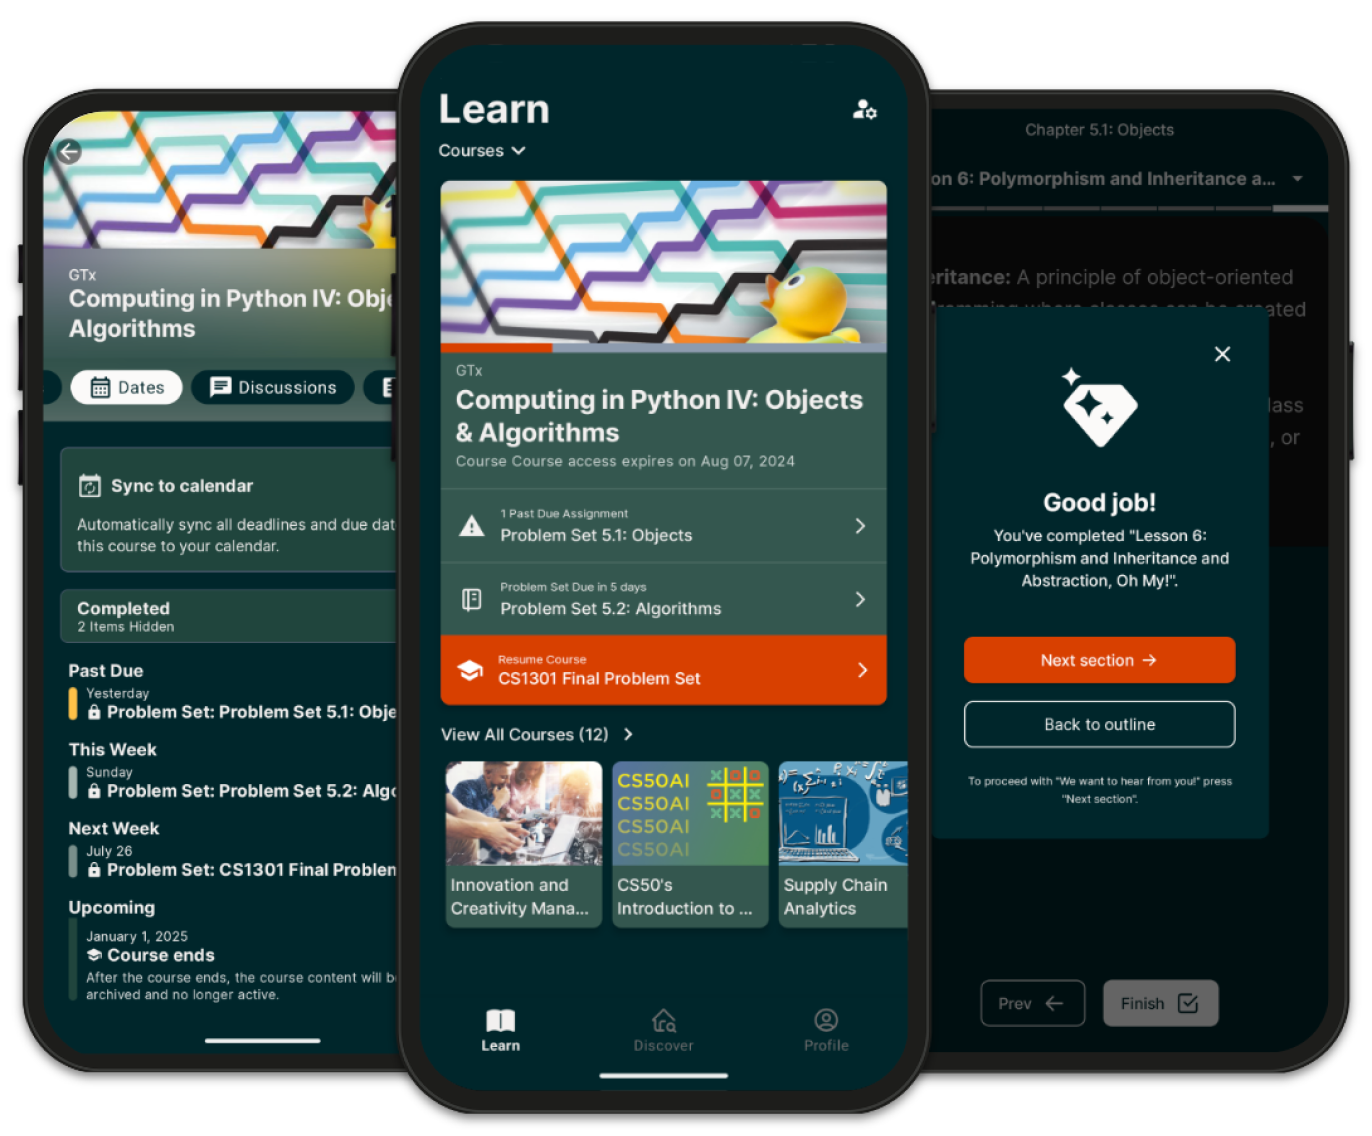 GTx
Computing in Python IV: Obje
Algorithms
Dates
Discussions
Sync to calendar
Automatically sync all deadlines and due dat
this course to your calendar.
Completed
2 Items Hidden
Past Due
Yesterday
Problem Set: Problem Set 5.1: Obje
This Week
Sunday
Problem Set: Problem Set 5.2: Algo
Next Week
July 26
Problem Set: CS1301 Final Problem
Upcoming
January 1, 2025
Course ends
After the course ends, the course content will b
archived and no longer active.
Learn
Courses
GTx
Computing in Python IV: Objects
& Algorithms
Course Course access expires on Aug 07, 2024
1 Past Due Assignment
Problem Set 5.1: Objects
Problem Set Due in 5 days
Problem Set 5.2: Algorithms
Resume Course
CS1301 Final Problem Set
View All Courses (12)
CS50AI
CS50AI
CS50AI
CS50AI
Innovation and
Creativity Mana...
CS50's
Introduction to ...
Supply Chain
Analytics
Learn
Discover
Profile
Chapter 5.1: Objects
on 6: Polymorphism and Inheritance a...
eritance: A principle of object-oriented
lass
, or
Good job!
You've completed "Lesson 6:
Polymorphism and Inheritance and
Abstraction, Oh My!".
Next section
Back to outline
To proceed with "We want to hear from you!" press
"Next section".
Prev
Finish